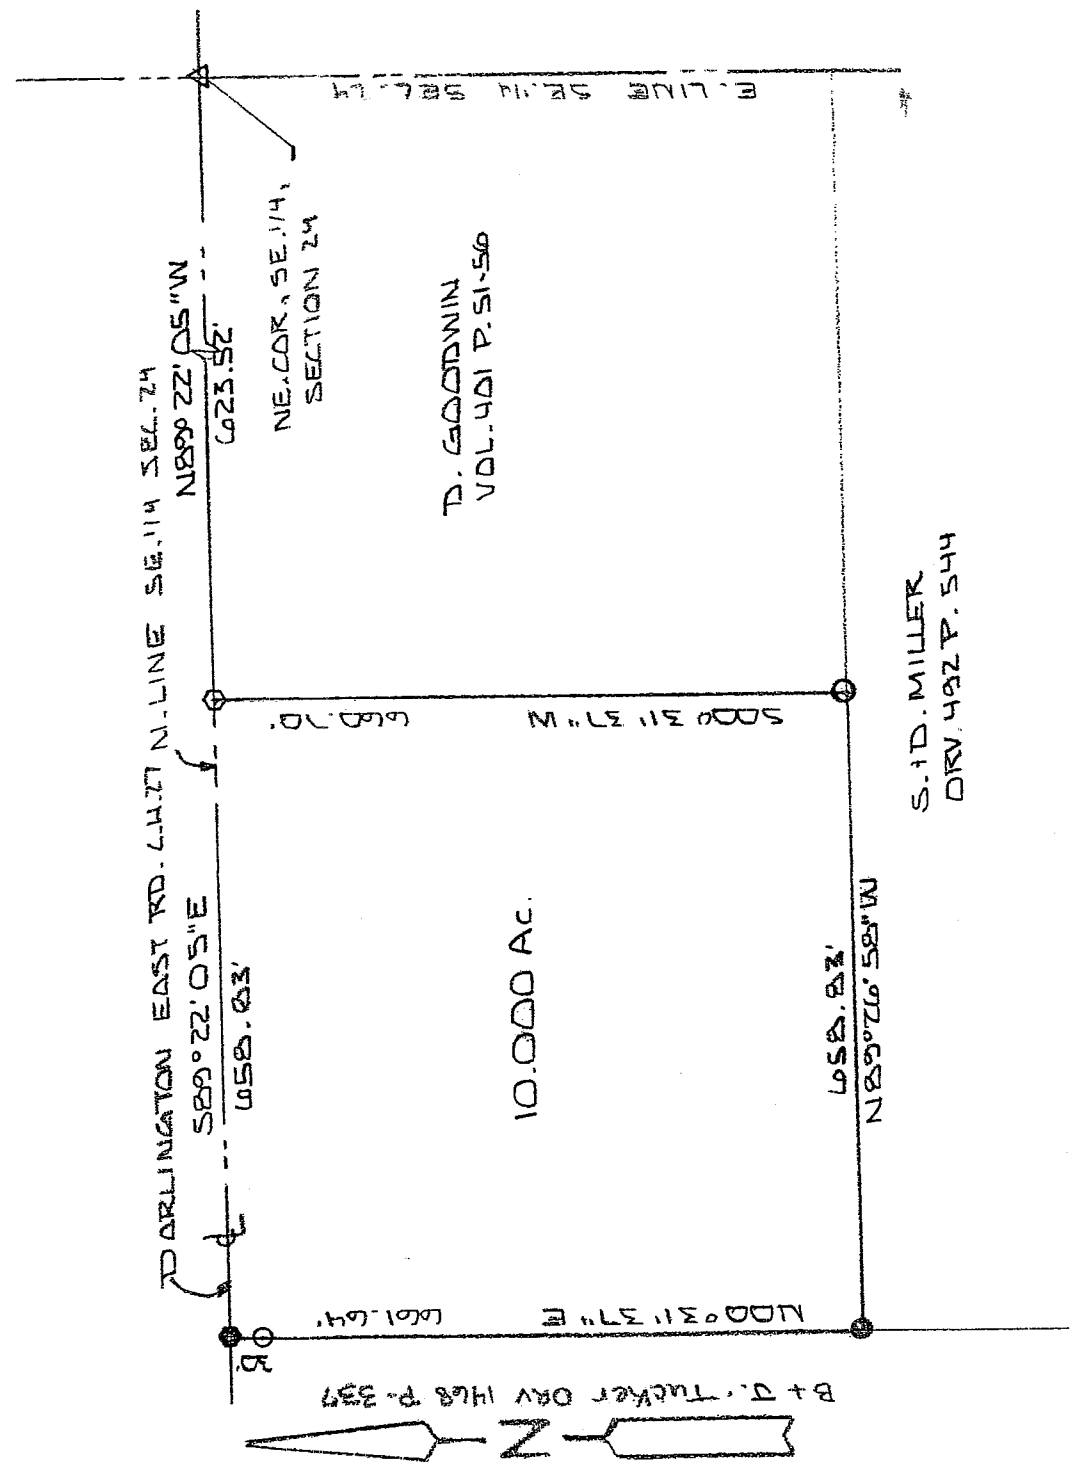 DARLINGTON EAST RD. C.H.27 N. LINE SE.1/4 SEC. 24
S89°22'05"E
658.83'
N89°22'05"W
623.52'
NE.COR. SE.1/4,
SECTION 24
E. LINE SE.1/4 SEC. 24
D. GOODWIN
VOL. 401 P. 51-56
S00°31'37"W
660.70'
10.000 AC.
658.83'
N89°26'58"W
S.+D. MILLER
ORV. 492 P. 544
N00°31'37"E
661.64'
B + J. Tucker ORV 1468 P-337
N